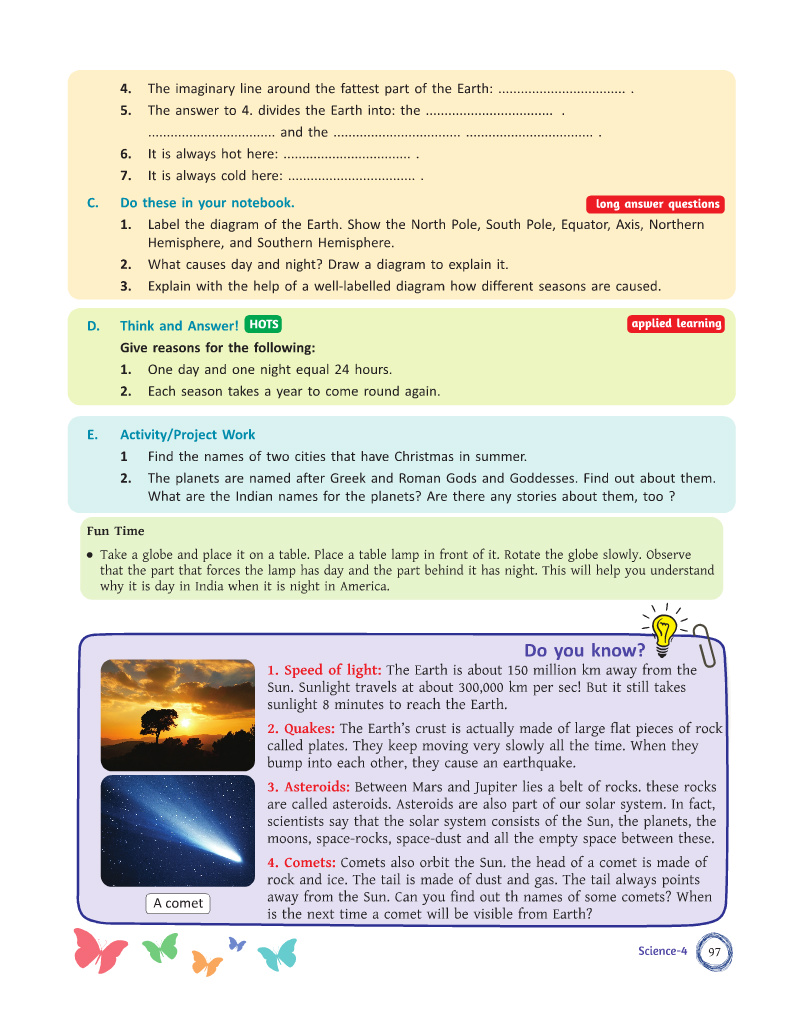 4. The imaginary line around the fattest part of the Earth: .................................. .
5. The answer to 4. divides the Earth into: the .................................. .
.................................. and the .................................. .................................. .
6. It is always hot here: .................................. .
7. It is always cold here: .................................. .
C. Do these in your notebook. long answer questions
1. Label the diagram of the Earth. Show the North Pole, South Pole, Equator, Axis, Northern
Hemisphere, and Southern Hemisphere.
2. What causes day and night? Draw a diagram to explain it.
3. Explain with the help of a well-labelled diagram how different seasons are caused.
D. Think and Answer! HOTS applied learning
Give reasons for the following:
1. One day and one night equal 24 hours.
2. Each season takes a year to come round again.
E. Activity/Project Work
1 Find the names of two cities that have Christmas in summer.
2. The planets are named after Greek and Roman Gods and Goddesses. Find out about them.
What are the Indian names for the planets? Are there any stories about them, too ?
Fun Time
● Take a globe and place it on a table. Place a table lamp in front of it. Rotate the globe slowly. Observe
that the part that forces the lamp has day and the part behind it has night. This will help you understand
why it is day in India when it is night in America.
Do you know?
1. Speed of light: The Earth is about 150 million km away from the
Sun. Sunlight travels at about 300,000 km per sec! But it still takes
sunlight 8 minutes to reach the Earth.
2. Quakes: The Earth's crust is actually made of large flat pieces of rock
called plates. They keep moving very slowly all the time. When they
bump into each other, they cause an earthquake.
3. Asteroids: Between Mars and Jupiter lies a belt of rocks. these rocks
are called asteroids. Asteroids are also part of our solar system. In fact,
scientists say that the solar system consists of the Sun, the planets, the
moons, space-rocks, space-dust and all the empty space between these.
4. Comets: Comets also orbit the Sun. the head of a comet is made of
rock and ice. The tail is made of dust and gas. The tail always points
away from the Sun. Can you find out th names of some comets? When
is the next time a comet will be visible from Earth?
A comet
Science-4 97